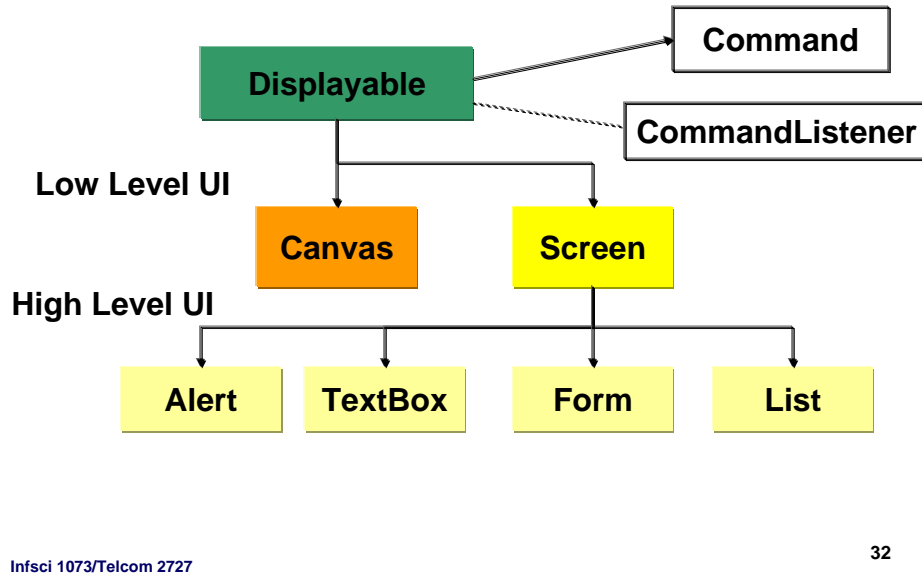 Command
Displayable
CommandListener
Low Level UI
Canvas
Screen
High Level UI
Alert
TextBox
Form
List
32
Infsci 1073/Telcom 2727